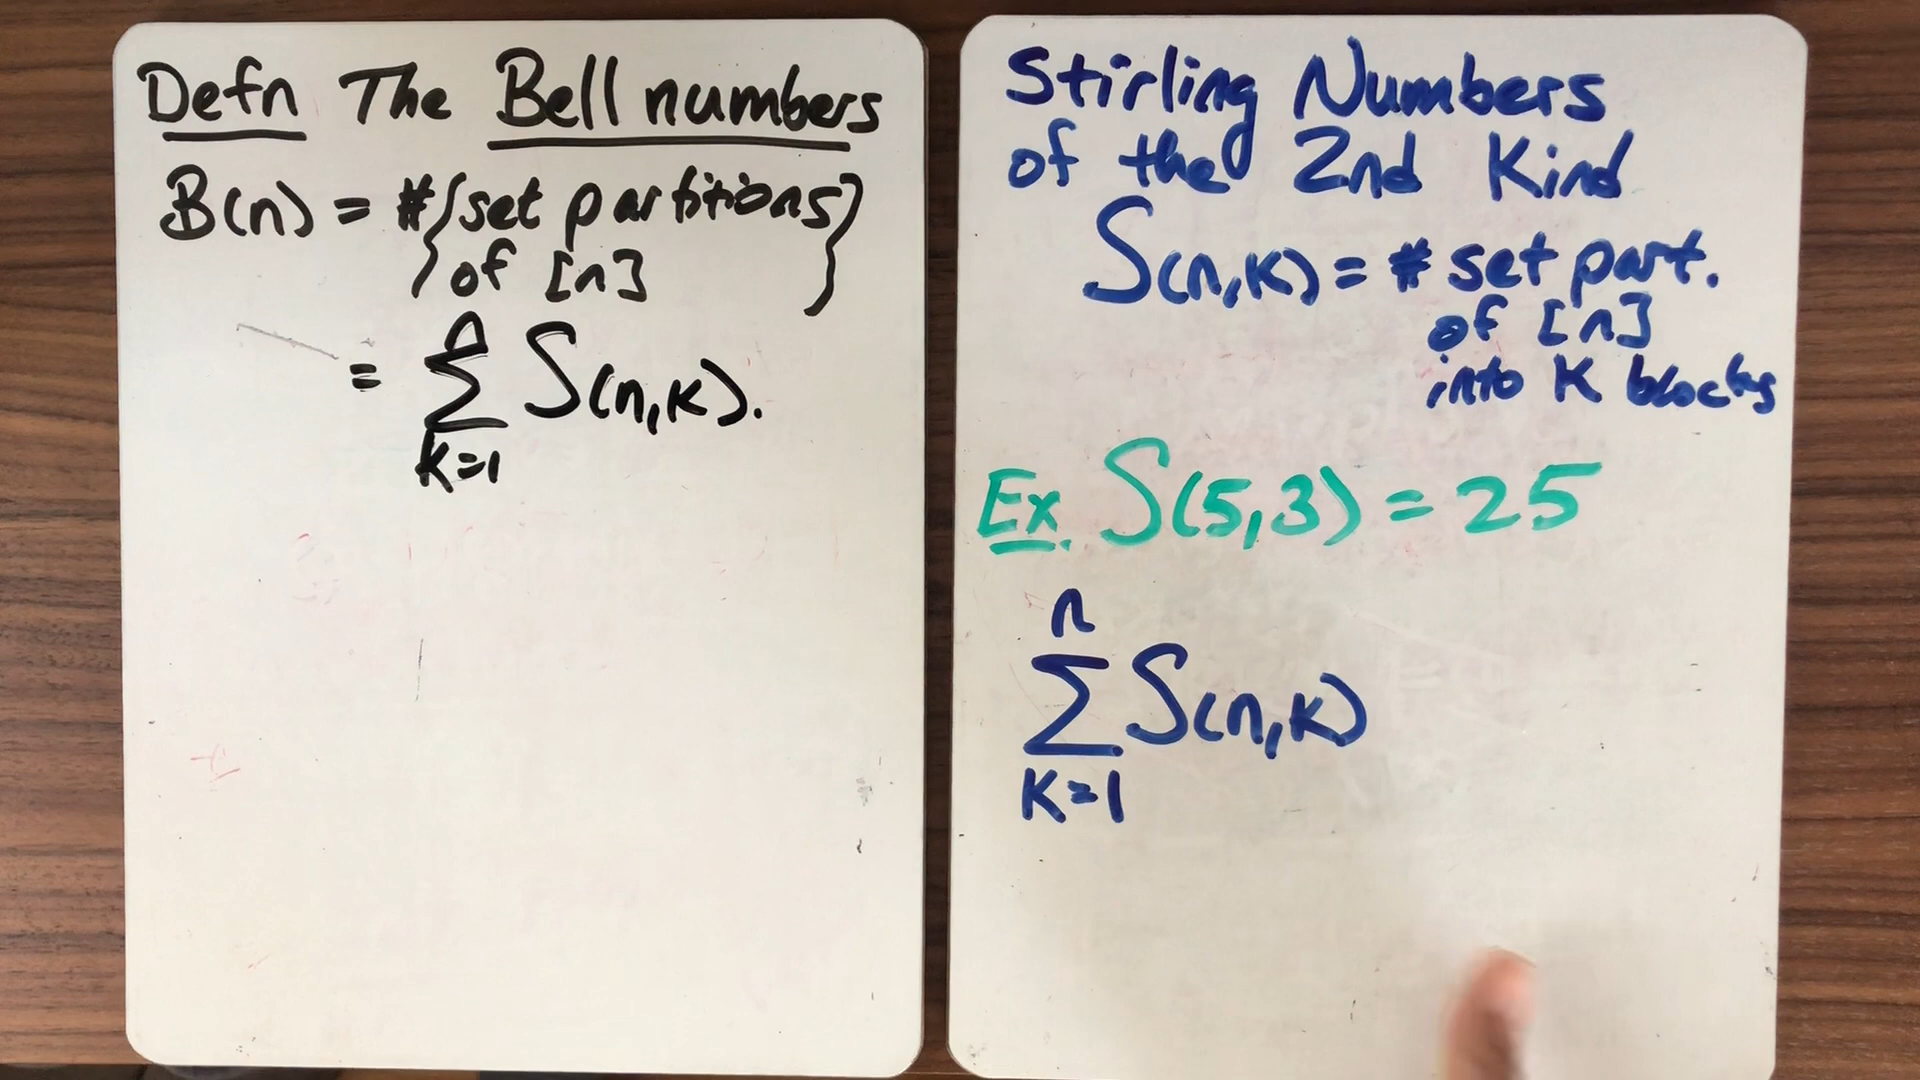 Defn The Bell numbers
B(n) = #{set partitions
of [n]}
= n∑k=1 S(n,k).
Stirling Numbers
of the 2nd Kind
S(n,k) = # set part.
of [n]
into k blocks
Ex. S(5,3) = 25
n
∑ S(n,k)
k=1